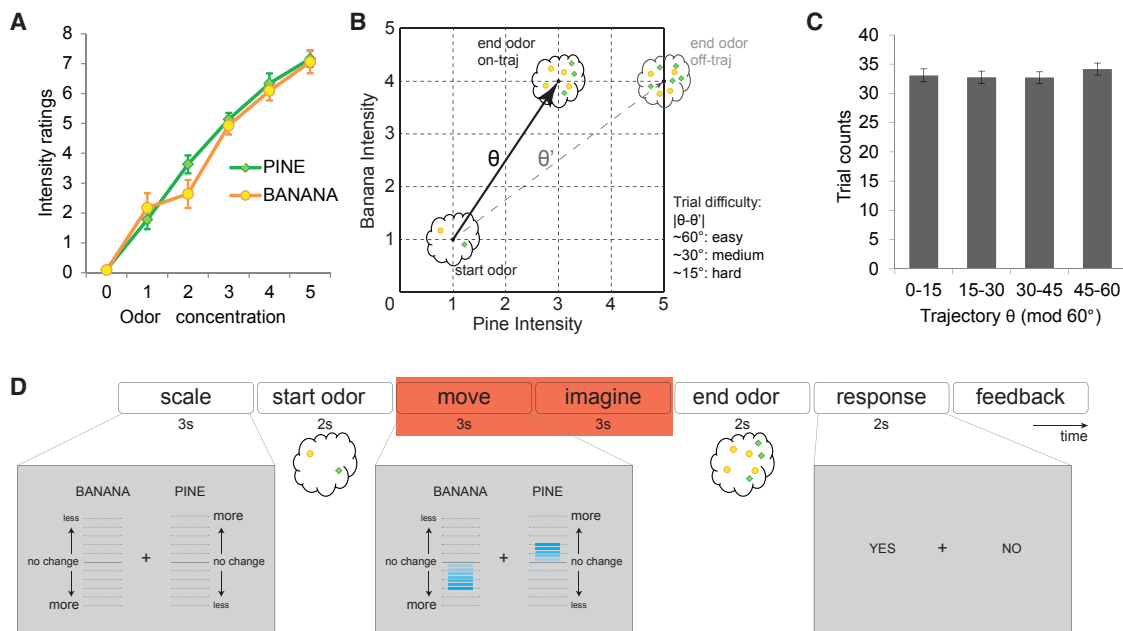 A
Intensity ratings
8
7
6
5
4
3
2
1
0
PINE
BANANA
0 1 2 3 4 5
Odor concentration
B
Banana Intensity
5
4
3
2
1
0
end odor
on-traj
end odor
off-traj
θ
θ’
start odor
Trial difficulty:
|θ-θ’|
~60°: easy
~30°: medium
~15°: hard
1 2 3 4 5
Pine Intensity
C
Trial counts
40
35
30
25
20
15
10
5
0
0-15 15-30 30-45 45-60
Trajectory θ (mod 60°)
D
scale start odor move imagine end odor response feedback
3s 2s 3s 3s 2s 2s
time
BANANA PINE
less more
no change + no change
more less
BANANA PINE
less more
no change + no change
more less
YES + NO